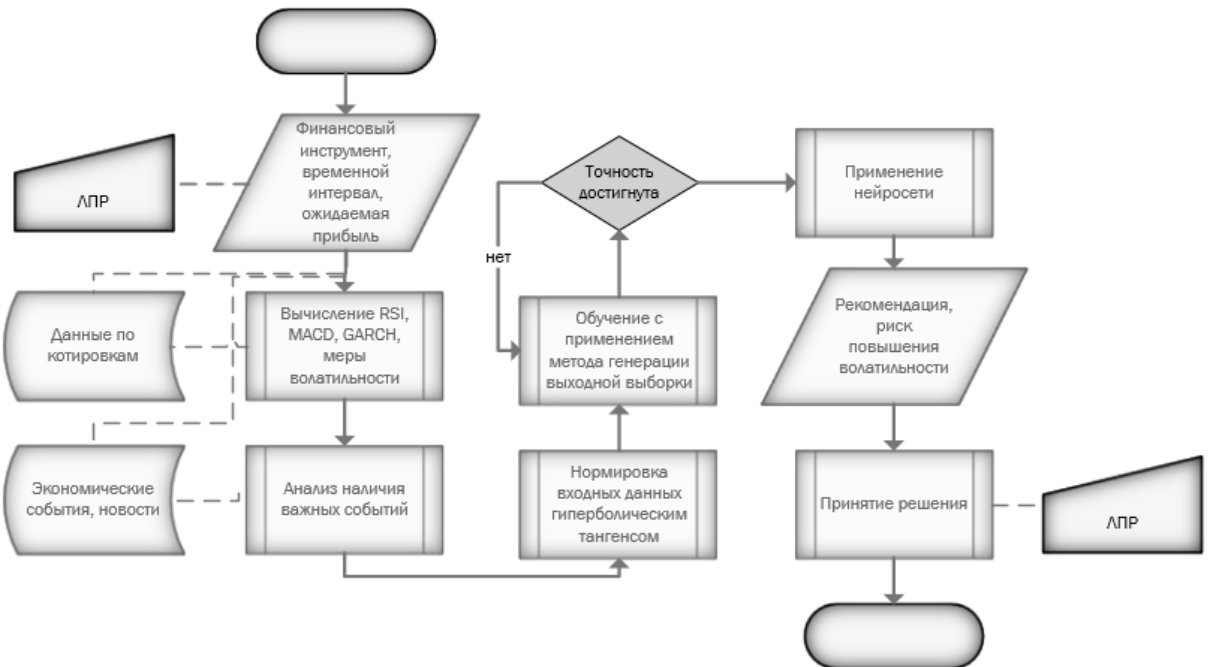 Финансовый
инструмент,
временной
интервал,
ожидаемая
прибыль
ЛПР
Данные по
котировкам
Вычисление RSI,
MACD, GARCH,
меры
волатильности
Экономические
события, новости
Анализ наличия
важных событий
Нормировка
входных данных
гиперболическим
тангенсом
Обучение с
применением
метода генерации
выходной выборки
Точность
достигнута
нет
Применение
нейросети
Рекомендация,
риск
повышения
волатильности
Принятие решения
ЛПР